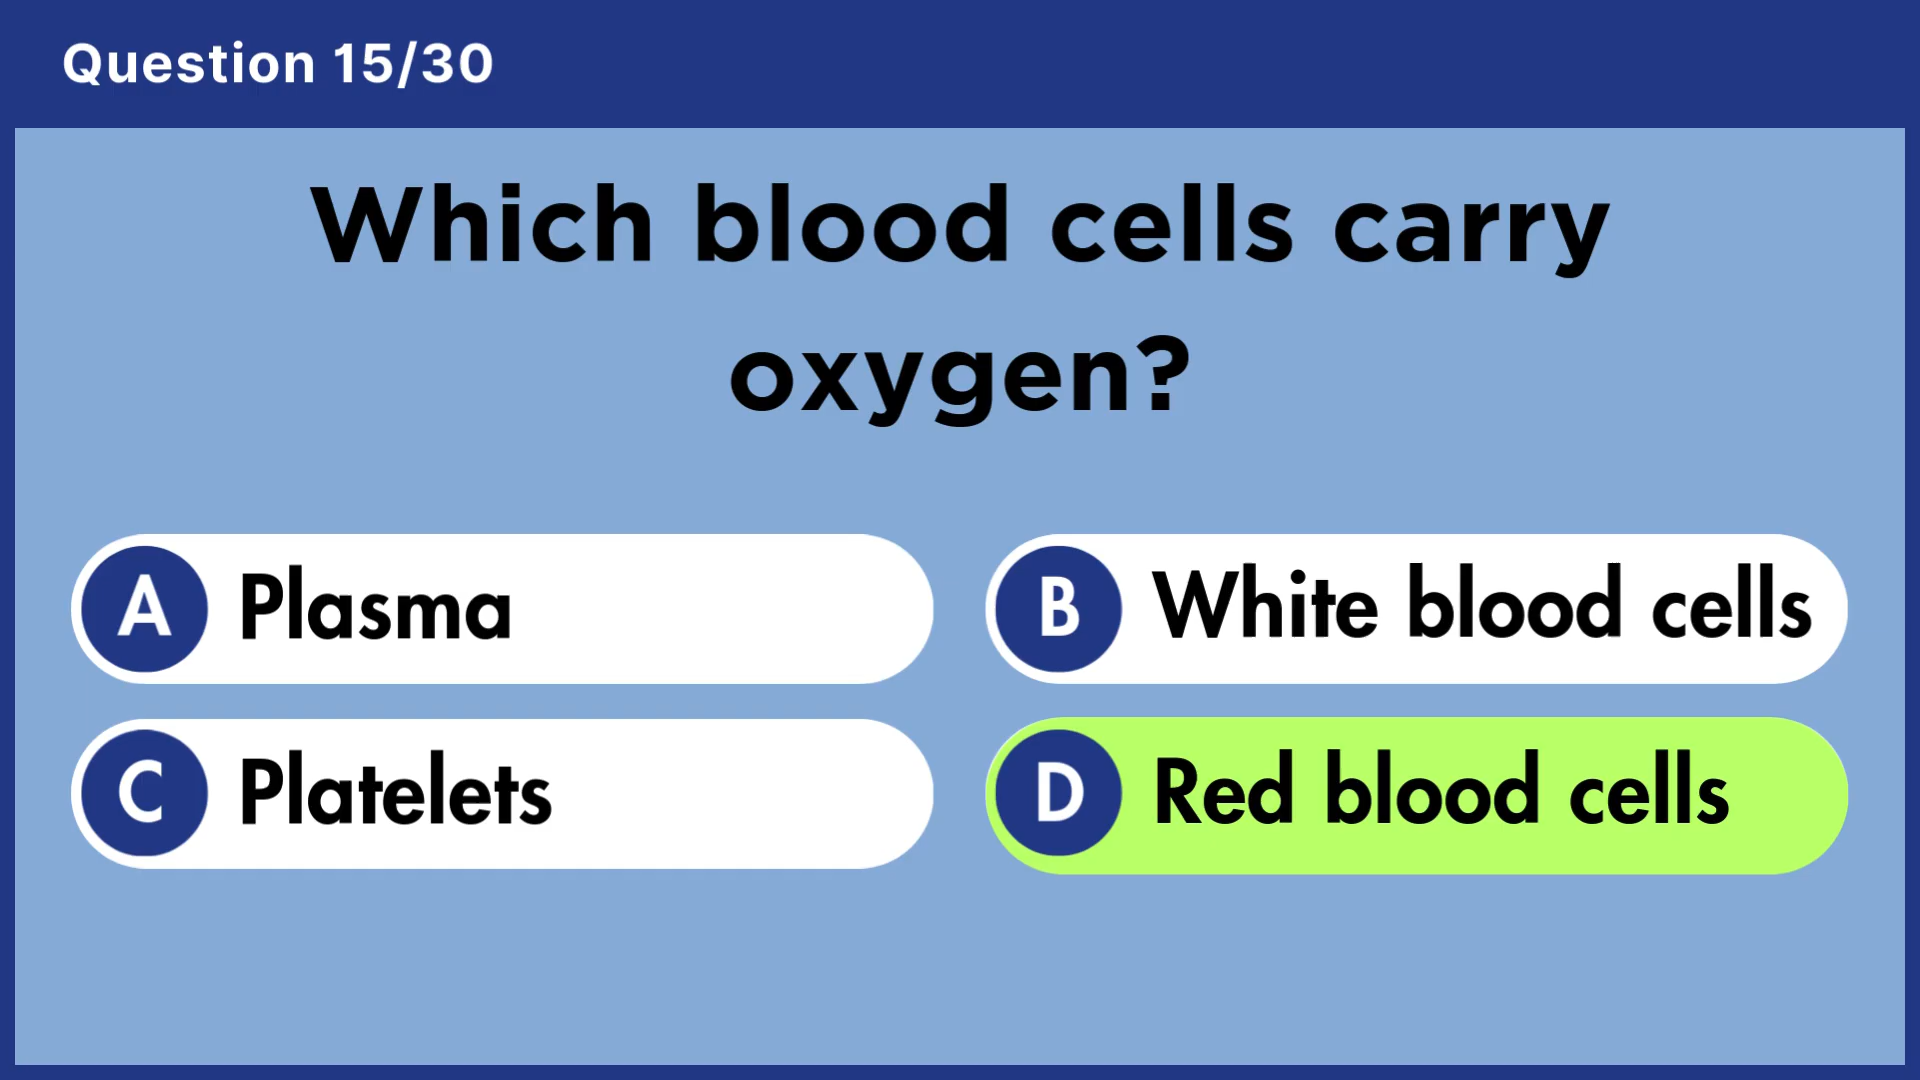 Question 15/30
Which blood cells carry
oxygen?
A Plasma
B White blood cells
C Platelets
D Red blood cells